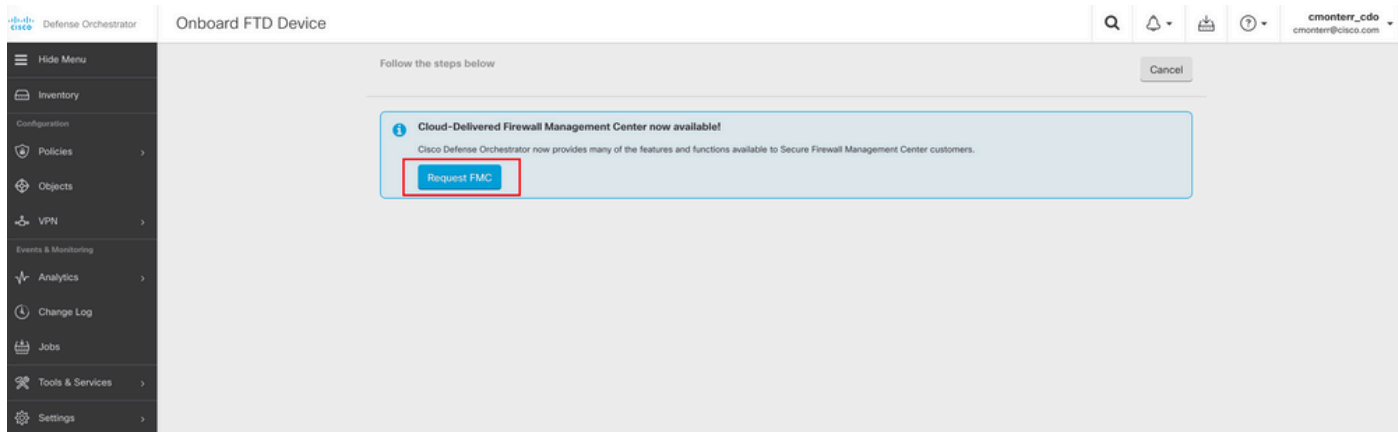 CISCO Defense Orchestrator
Onboard FTD Device
cmonterr_cdo
cmonterr@cisco.com
Hide Menu
Inventory
Configuration
Policies
Objects
VPN
Events & Monitoring
Analytics
Change Log
Jobs
Tools & Services
Settings
Follow the steps below
Cancel
Cloud-Delivered Firewall Management Center now available!
Cisco Defense Orchestrator now provides many of the features and functions available to Secure Firewall Management Center customers.
Request FMC